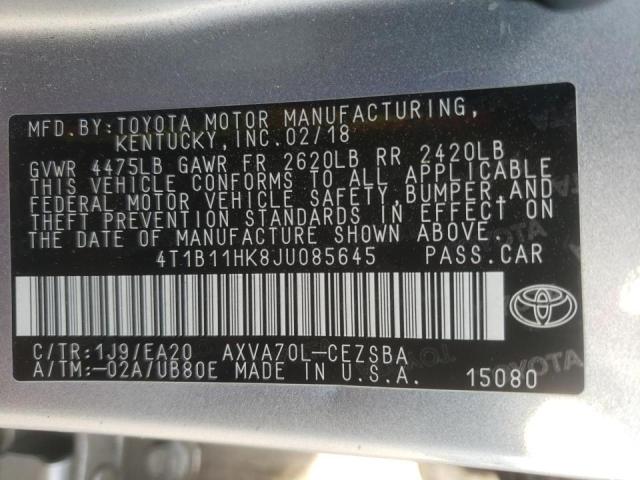 MFD.BY:TOYOTA MOTOR MANUFACTURING,
KENTUCKY,INC.02/18
GVWR 4475LB GAWR FR 2620LB RR 2420LB
THIS VEHICLE CONFORMS TO ALL APPLICABLE
FEDERAL MOTOR VEHICLE SAFETY,BUMPER,AND
THEFT PREVENTION STANDARDS IN EFFECT ON
THE DATE OF MANUFACTURE SHOWN ABOVE.
4T1B11HK8JU085645 PASS.CAR
C/TR:1J9/EA20 AXVA70L-CEZSBA
A/TM:-02A/UB80E MADE IN U.S.A. 15080